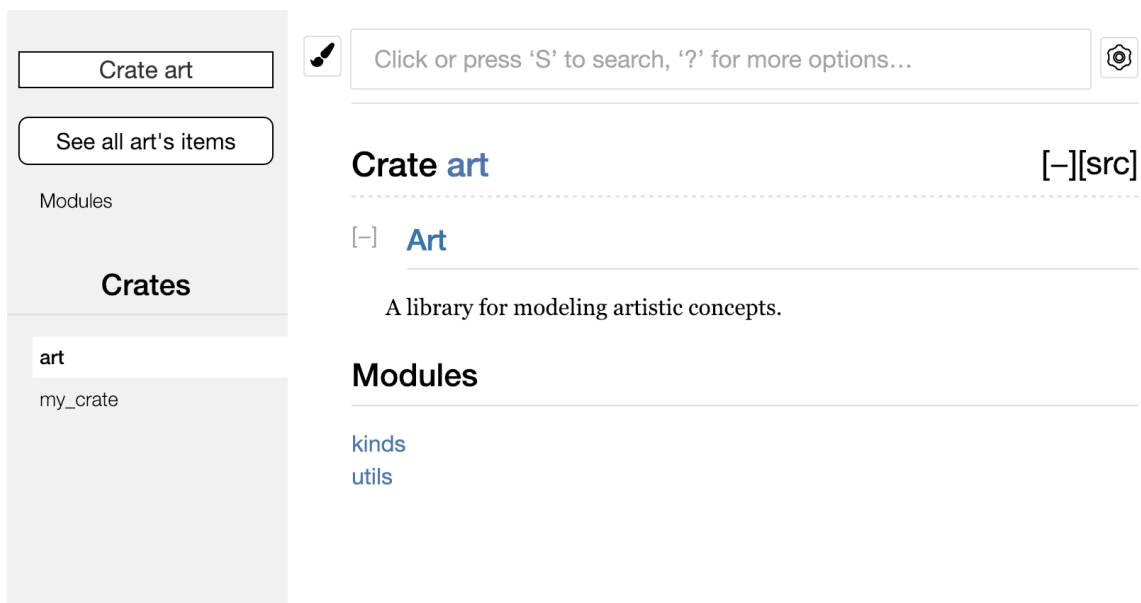 Crate art
See all art's items
Modules
Crates
art
my_crate
Click or press ‘S’ to search, ‘?’ for more options…
Crate art
[−][src]
[−] Art
A library for modeling artistic concepts.
Modules
kinds
utils